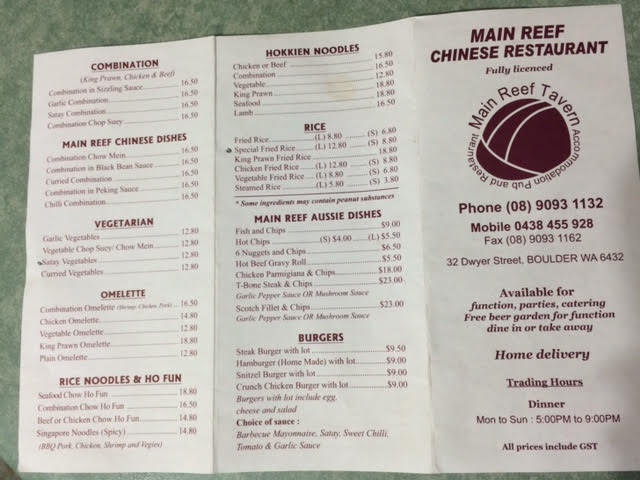 COMBINATION
(King Prawn, Chicken & Beef)
Combination in Sizzling Sauce 16.50
Garlic Combination 16.50
Satay Combination 16.50
Combination Chop Suey 16.50
MAIN REEF CHINESE DISHES
Combination Chow Mein 16.50
Combination in Black Bean Sauce 16.50
Curried Combination 16.50
Combination in Peking Sauce 16.50
Chilli Combination 16.50
VEGETARIAN
Garlic Vegetables 12.80
Vegetable Chop Suey/ Chow Mein 12.80
Satay Vegetables 12.80
Curried Vegetables 12.80
OMELETTE
Combination Omelette (Shrimp, Chicken, Pork) 16.50
Chicken Omelette 14.80
Vegetable Omelette 12.80
King Prawn Omelette 18.80
Plain Omelette 12.80
RICE NOODLES & HO FUN
Seafood Chow Ho Fun 18.80
Combination Chow Ho Fun 16.50
Beef or Chicken Chow Ho Fun 14.80
Singapore Noodles (Spicy) 14.80
(BBQ Pork, Chicken, Shrimp and Vegies)
HOKKIEN NOODLES
Chicken or Beef 15.80
Combination
Vegetable 12.80
King Prawn 18.80
Seafood
Lamb 16.50
RICE
Fried Rice (L) 8.80 (S) 6.80
Special Fried Rice (L) 12.80 (S) 8.80
King Prawn Fried Rice 18.80
Chicken Fried Rice (L) 12.80 (S) 8.80
Vegetable Fried Rice (L) 8.80 (S) 6.80
Steamed Rice (L) 5.80 (S) 3.80
* Some ingredients may contain peanut substances
MAIN REEF AUSSIE DISHES
Fish and Chips $9.00
Hot Chips (S) $4.00 (L) $5.50
6 Nuggets and Chips $6.50
Hot Beef Gravy Roll $5.50
Chicken Parmigiana & Chips $18.00
T-Bone Steak & Chips $23.00
Garlic Pepper Sauce OR Mushroom Sauce
Scotch Fillet & Chips $23.00
Garlic Pepper Sauce OR Mushroom Sauce
BURGERS
Steak Burger with lot $9.50
Hamburger (Home Made) with lot $9.00
Snitzel Burger with lot $9.00
Crunch Chicken Burger with lot $9.00
Burgers with lot include egg,
cheese and salad
Choice of sauce :
Barbecue Mayonnaise, Satay, Sweet Chilli,
Tomato & Garlic Sauce
MAIN REEF
CHINESE RESTAURANT
Fully licenced
Main Reef Tavern
Accommodation Pub and Restaurant
Phone (08) 9093 1132
Mobile 0438 455 928
Fax (08) 9093 1162
32 Dwyer Street, BOULDER WA 6432
Available for
function, parties, catering
Free beer garden for function
dine in or take away
Home delivery
Trading Hours
Dinner
Mon to Sun : 5:00PM to 9:00PM
All prices include GST